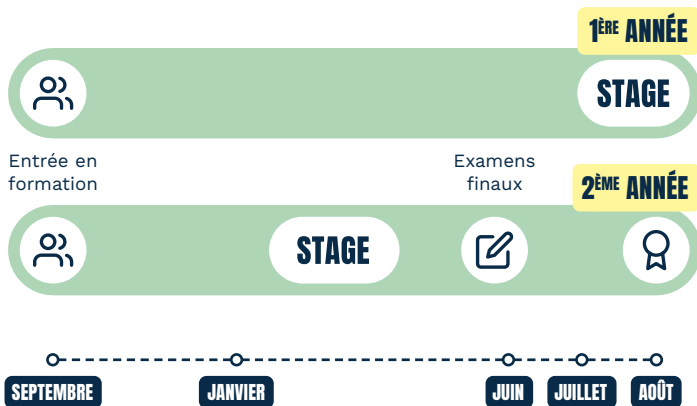 1ÈRE ANNÉE
STAGE
Entrée en
formation
Examens
finaux
2ÈME ANNÉE
STAGE
SEPTEMBRE
JANVIER
JUIN
JUILLET
AOÛT